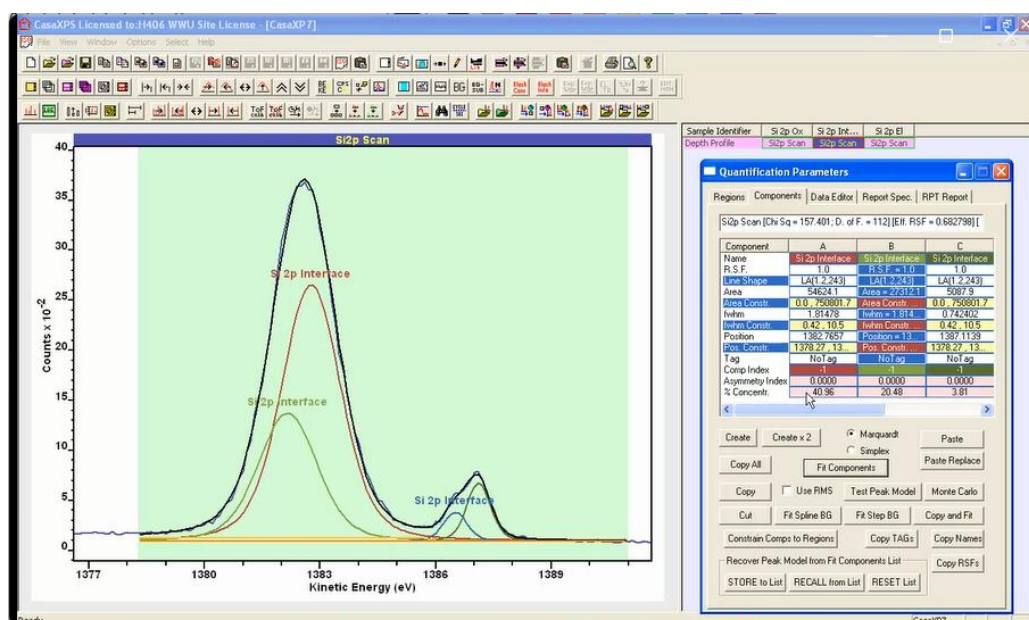 CasaXPS Licensed to:H406 WWU Site License - [CasaXP7]
File View Window Options Select Help
Si2p Scan
40
35
30
25
20
15
10
5
0
Counts x 10^-2
Si 2p Interface
Si 2p Interface
Si 2p Interface
1377 1380 1383 1386 1389
Kinetic Energy (eV)
Sample Identifier Si 2p Ox Si 2p Int... Si 2p El
Depth Profile Si2p Scan Si2p Scan Si2p Scan
Quantification Parameters
Regions Components Data Editor Report Spec. RPT Report
Si2p Scan [Chi Sq = 157.401; D. of F. = 112] [Eff. RSF = 0.682798] [
Component A B C
Name Si 2p Interface Si 2p Interface Si 2p Interface
R.S.F. 1.0 R.S.F. = 1.0 1.0
Line Shape LA(1.2,243) LA(1.2,243) LA(1.2,243)
Area 54624.1 Area = 27312.1 5087.9
Area Constr. 0.0 , 750801.7 Area Constr. ... 0.0 , 750801.7
fwhm 1.81478 fwhm = 1.814... 0.742402
fwhm Constr. 0.42 , 10.5 fwhm Constr. ... 0.42 , 10.5
Position 1382.7657 Position = 13... 1387.1139
Pos. Constr. 1378.27 , 13... Pos. Constr. ... 1378.27 , 13...
Tag NoTag NoTag NoTag
Comp Index -1 -1 -1
Asymmetry Index 0.0000 0.0000 0.0000
% Concentr. 40.96 20.48 3.81
Create Create x 2 Marquardt Paste
Simplex
Copy All Fit Components Paste Replace
Copy Use RMS Test Peak Model Monte Carlo
Cut Fit Spline BG Fit Step BG Copy and Fit
Constrain Comps to Regions Copy TAGs Copy Names
Recover Peak Model from Fit Components List Copy RSFs
STORE to List RECALL from List RESET List